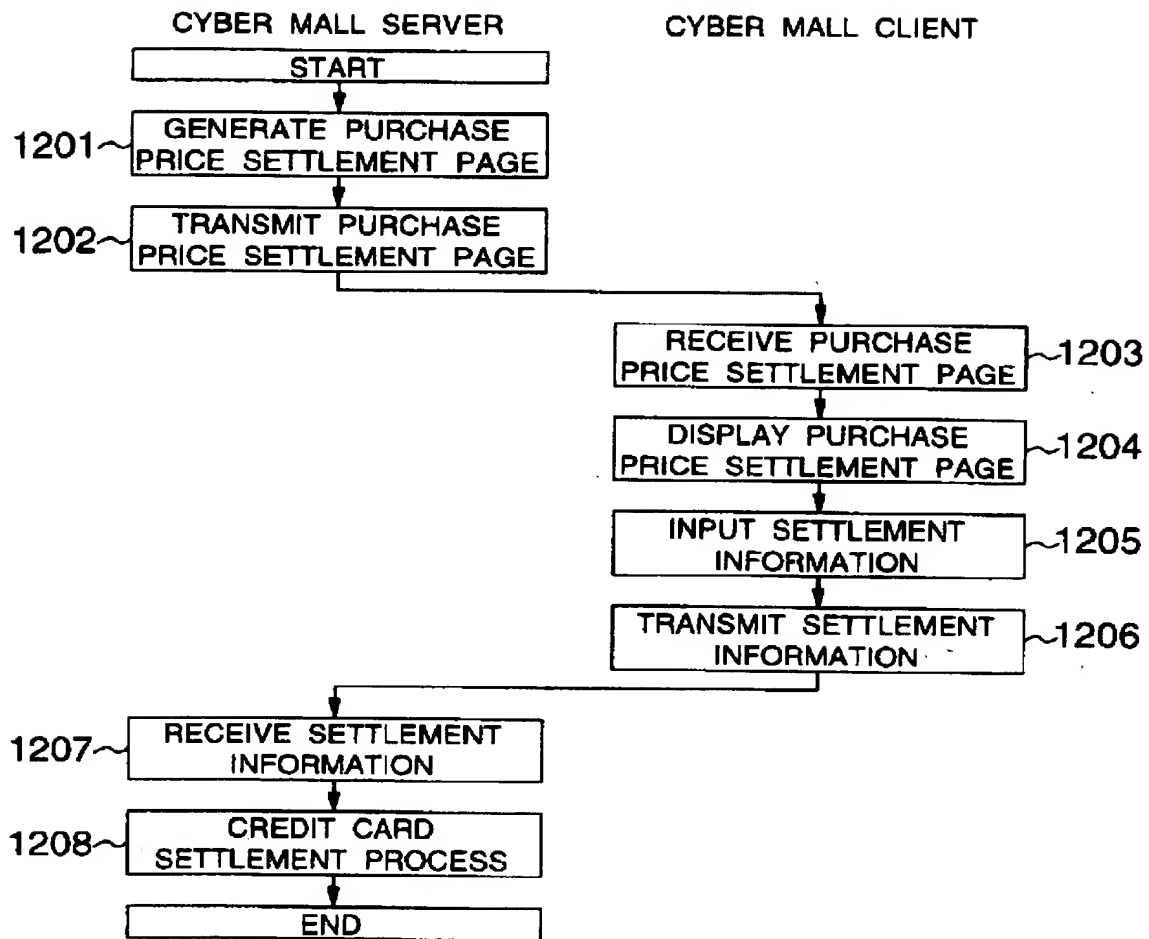 CYBER MALL SERVER
CYBER MALL CLIENT
START
1201
GENERATE PURCHASE
PRICE SETTLEMENT PAGE
1202
TRANSMIT PURCHASE
PRICE SETTLEMENT PAGE
RECEIVE PURCHASE
PRICE SETTLEMENT PAGE
1203
DISPLAY PURCHASE
PRICE SETTLEMENT PAGE
1204
INPUT SETTLEMENT
INFORMATION
1205
TRANSMIT SETTLEMENT
INFORMATION
1206
1207
RECEIVE SETTLEMENT
INFORMATION
1208
CREDIT CARD
SETTLEMENT PROCESS
END